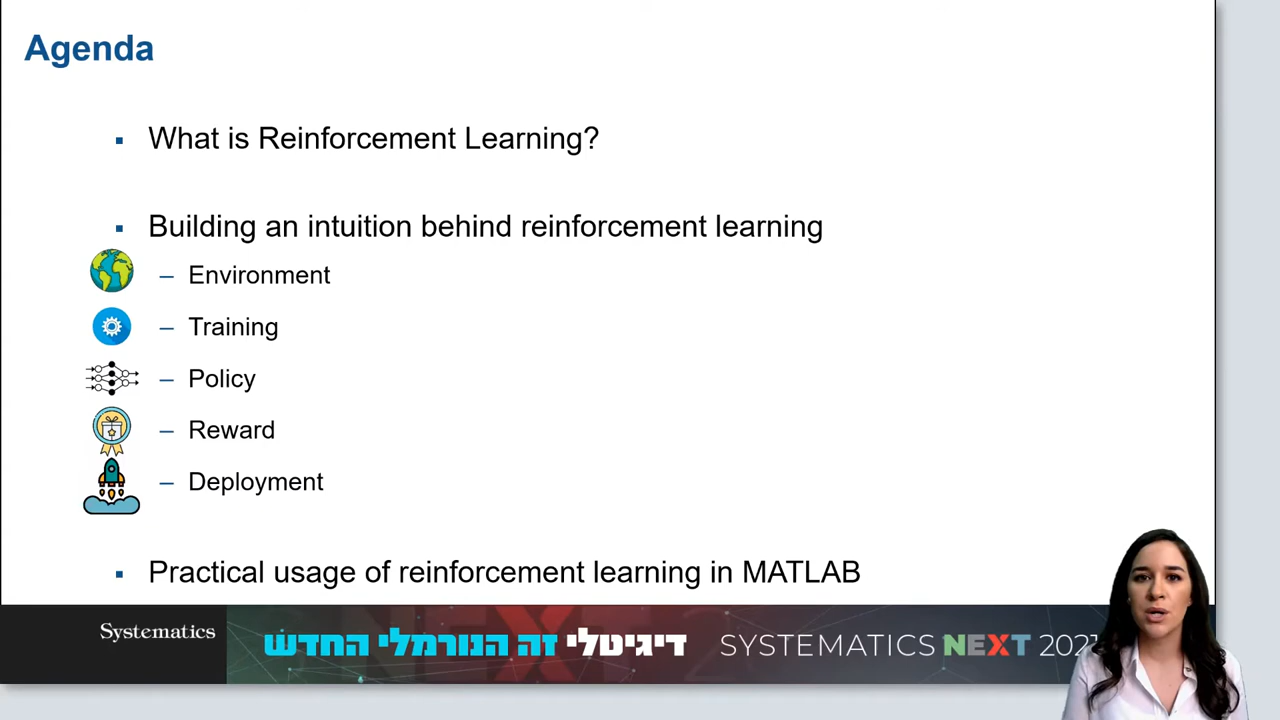 Agenda
What is Reinforcement Learning?
Building an intuition behind reinforcement learning
– Environment
– Training
– Policy
– Reward
– Deployment
Practical usage of reinforcement learning in MATLAB
Systematics
דיגיטלי זה הנורמלי החדש
SYSTEMATICS NEXT